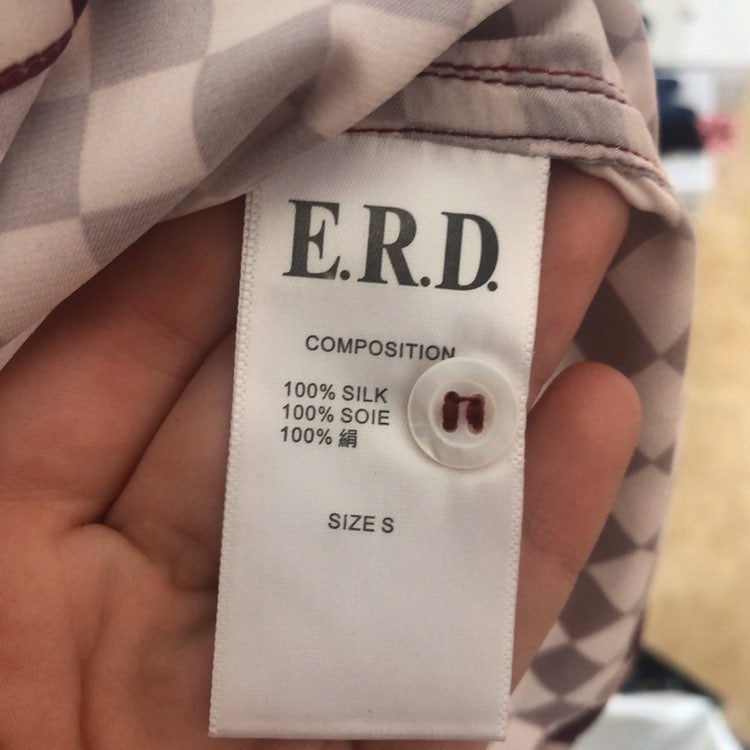 E.R.D.
COMPOSITION
100% SILK
100% SOIE
100% 絹
SIZE S